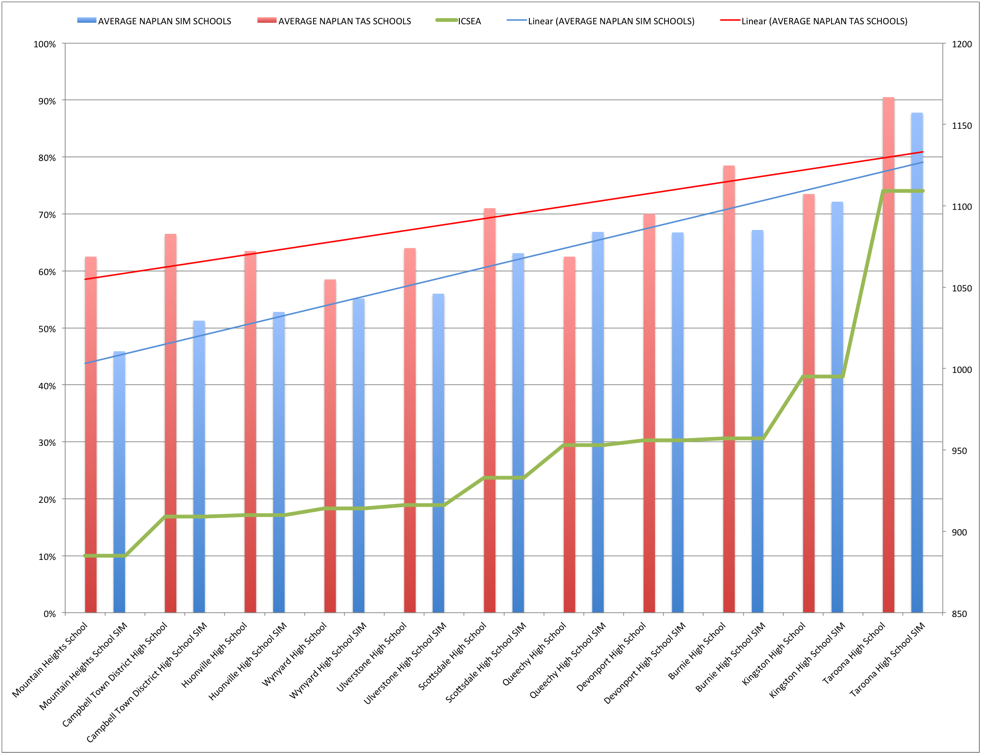 AVERAGE NAPLAN SIM SCHOOLS
AVERAGE NAPLAN TAS SCHOOLS
ICSEA
Linear (AVERAGE NAPLAN SIM SCHOOLS)
Linear (AVERAGE NAPLAN TAS SCHOOLS)
100%
90%
80%
70%
60%
50%
40%
30%
20%
10%
0%
1200
1150
1100
1050
1000
950
900
850
Mountain Heights School
Mountain Heights School SIM
Campbell Town District High School
Campbell Town Disctrict High School SIM
Huonville High School
Huonville High School SIM
Wynyard High School
Wynyard High School SIM
Ulverstone High School
Ulverstone High School SIM
Scottsdale High School
Scottsdale High School SIM
Queechy High School
Queechy High School SIM
Devonport High School
Devonport High School SIM
Burnie High School
Burnie High School SIM
Kingston High School
Kingston High School SIM
Taroona High School
Taroona High School SIM